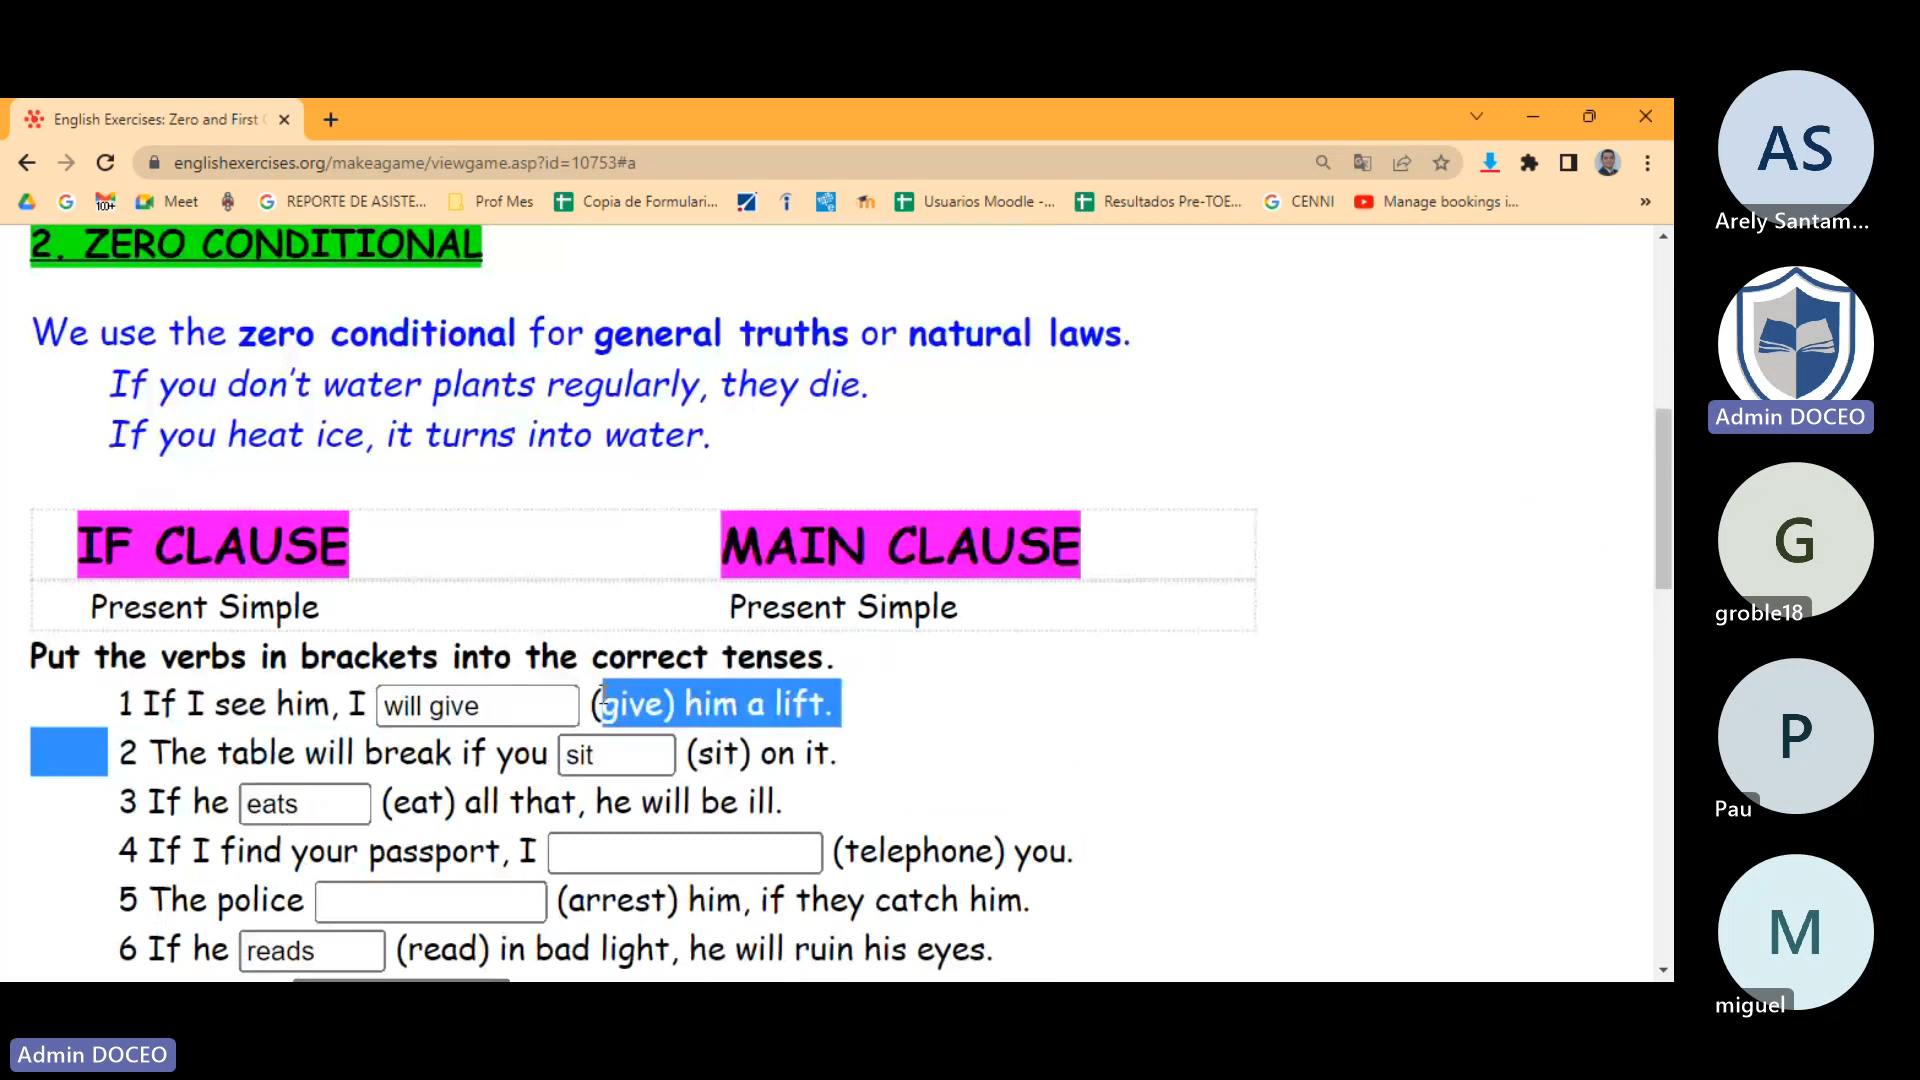 English Exercises: Zero and First
englishexercises.org/makeagame/viewgame.asp?id=10753#a
100+
Meet
REPORTE DE ASISTE...
Prof Mes
Copia de Formulari...
Usuarios Moodle -...
Resultados Pre-TOE...
CENNI
Manage bookings i...
»
2. ZERO CONDITIONAL
We use the zero conditional for general truths or natural laws.
If you don't water plants regularly, they die.
If you heat ice, it turns into water.
IF CLAUSE MAIN CLAUSE
Present Simple Present Simple
Put the verbs in brackets into the correct tenses.
1 If I see him, I will give (give) him a lift.
2 The table will break if you sit (sit) on it.
3 If he eats (eat) all that, he will be ill.
4 If I find your passport, I (telephone) you.
5 The police (arrest) him, if they catch him.
6 If he reads (read) in bad light, he will ruin his eyes.
AS
Arely Santam...
Admin DOCEO
G
groble18
P
Pau
M
miguel
Admin DOCEO